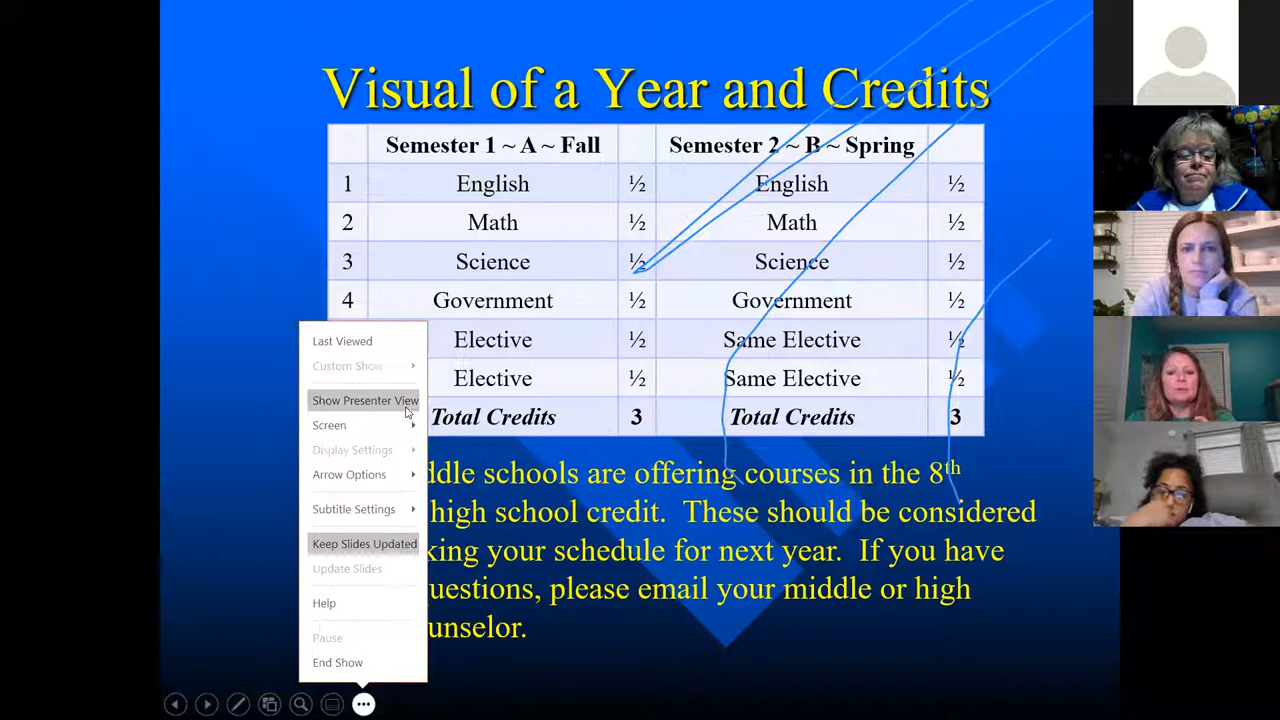 Visual of a Year and Credits
Semester 1 ~ A ~ Fall Semester 2 ~ B ~ Spring
1 English ½ English ½
2 Math ½ Math ½
3 Science ½ Science ½
4 Government ½ Government ½
Elective ½ Same Elective ½
Elective ½ Same Elective ½
Total Credits 3 Total Credits 3
Last Viewed
Custom Show
Show Presenter View
Screen
Display Settings
Arrow Options
Subtitle Settings
Keep Slides Updated
Update Slides
Help
Pause
End Show
ddle schools are offering courses in the 8th
high school credit. These should be considered
king your schedule for next year. If you have
uestions, please email your middle or high
unselor.